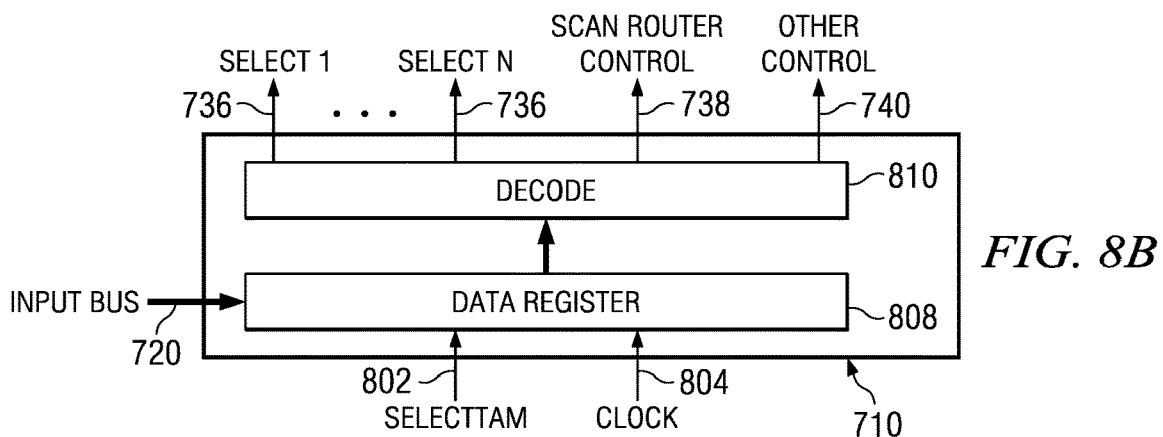 SCAN ROUTER CONTROL
OTHER CONTROL
SELECT 1
SELECT N
736
. . .
736
738
740
DECODE
810
FIG. 8B
INPUT BUS
DATA REGISTER
808
720
802
804
SELECTTAM
CLOCK
710